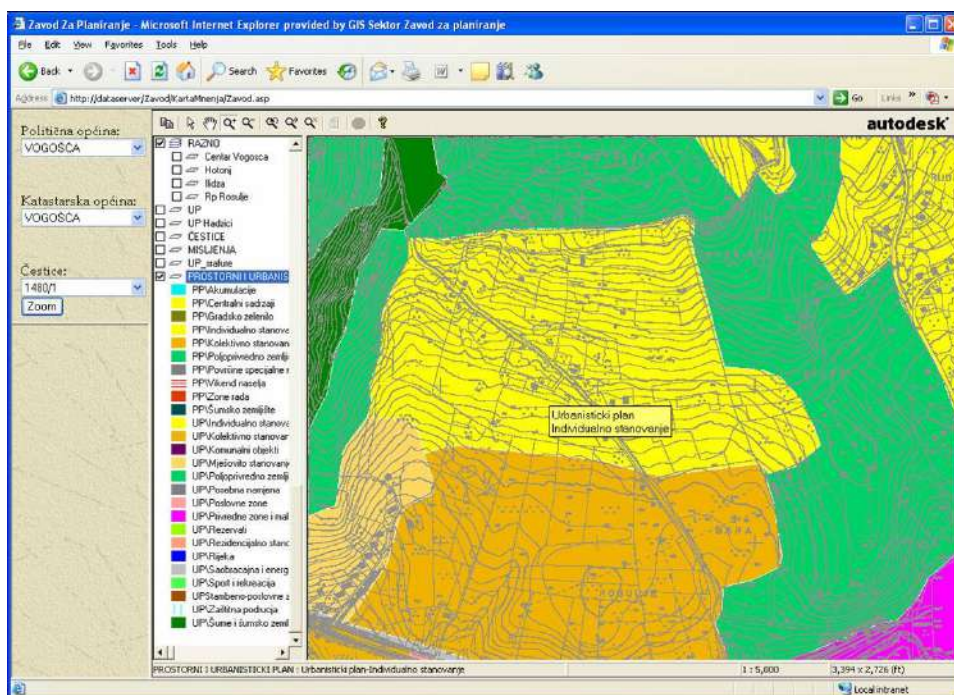 Zavod Za Planiranje - Microsoft Internet Explorer provided by GIS Sektor Zavod za planiranje
File Edit View Favorites Tools Help
Back Search Favorites
Address http://dataserver/Zavod/KartaMnenja/Zavod.asp Go Links
autodesk
Politična općina:
VOGOŠĆA
Katastarska općina:
VOGOŠĆA
Čestice:
1480/1
Zoom
RAZNO
Centar Vogosca
Hotonj
Ilidza
Rp Rosulje
UP
UP Hadzici
ČESTICE
MISLJENJA
PROSTORNI I URBANIS
PP\Akumulacije
PP\Centralni sadrzaji
PP\Gradsko zelenilo
PP\Individualno stanova
PP\Kolektivno stanovan
PP\Poljoprivredno zemlji
PP\Površine specijalne
PP\Vikend naselja
PP\Zone rada
PP\Šumsko zemljište
UP\Individualno stanova
UP\Kolektivno stanovar
UP\Komunalni objekti
UP\Mješovito stanovanj
UP\Poljoprivredno zemlji
UP\Posebna namjena
UP\Poslovne zone
UP\Privredne zone i mal
UP\Rezervati
UP\Rezidencijalno stanc
UP\Rijeka
UP\Saobracajna i energ
UP\Sport i rekreacija
UP\Stambeno-poslovne z
UP\Zaštitna podrucja
UP\Šume i šumsko zeml
Urbanisticki plan
Individualno stanovanje
PROSTORNI I URBANISTICKI PLAN : Urbanisticki plan-Individualno stanovanje 1 : 5,000 3,394 x 2,726 (ft)
Local intranet